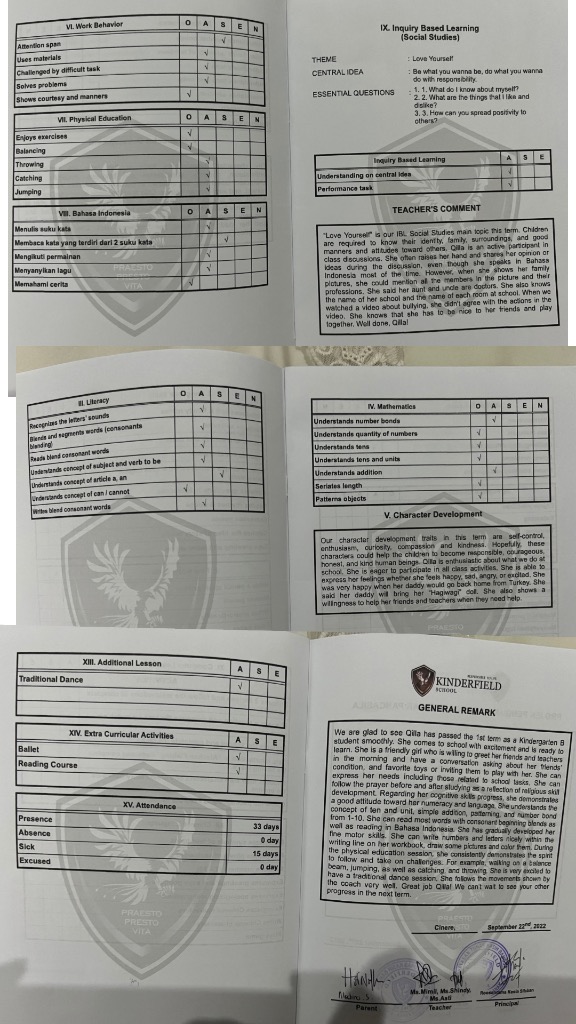 VI. Work Behavior O A S E N
Attention span √
Uses materials √
Challenged by difficult task √
Solves problems √
Shows courtesy and manners √
VII. Physical Education O A S E N
Enjoys exercises √
Balancing √
Throwing √
Catching √
Jumping √
VIII. Bahasa Indonesia O A S E N
Menulis suku kata √
Membaca kata yang terdiri dari 2 suku kata √
Mengikuti permainan √
Menyanyikan lagu √
Memahami cerita √
PRAESTO
PRESTO
VITA
IX. Inquiry Based Learning
(Social Studies)
THEME : Love Yourself
CENTRAL IDEA : Be what you wanna be, do what you wanna
do with responsibility.
ESSENTIAL QUESTIONS : 1. 1. What do I know about myself?
2. 2. What are the things that I like and
dislike?
3. 3. How can you spread positivity to
others?
Inquiry Based Learning A S E
Understanding on central idea √
Performance task √
TEACHER'S COMMENT
"Love Yourself" is our IBL Social Studies main topic this term. Children
are required to know their identity, family, surroundings, and good
manners and attitudes toward others. Qilla is an active participant in
class discussions. She often raises her hand and shares her opinion or
ideas during the discussion, even though she speaks in Bahasa
Indonesia most of the time. However, when she shows her family
pictures, she could mention all the members in the picture and their
professions. She said her aunt and uncle are doctors. She also knows
the name of her school and the name of each room at school. When we
watched a video about bullying, she didn't agree with the actions in the
video. She knows that she has to be nice to her friends and play
together. Well done, Qilla!
III. Literacy O A S E N
Recognizes the letters' sounds √
Blends and segments words (consonants
blending) √
Reads blend consonant words √
Understands concept of subject and verb to be √
Understands concept of article a, an √
Understands concept of can / cannot √
Writes blend consonant words √
IV. Mathematics O A S E N
Understands number bonds √
Understands quantity of numbers √
Understands tens √
Understands tens and units √
Understands addition √
Seriates length √
Patterns objects √
V. Character Development
Our character development traits in this term are self-control,
enthusiasm, curiosity, compassion and kindness. Hopefully, these
characters could help the children to become responsible, courageous,
honest, and kind human beings. Qilla is enthusiastic about what we do at
school. She is eager to participate in all class activities. She is able to
express her feelings whether she feels happy, sad, angry, or excited. She
was very happy when her daddy would go back home from Turkey. She
said her daddy will bring her "Hagiwagi" doll. She also shows a
willingness to help her friends and teachers when they need help.
XIII. Additional Lesson A S E
Traditional Dance √
XIV. Extra Curricular Activities A S E
Ballet √
Reading Course √
XV. Attendance
Presence 33 days
Absence 0 day
Sick 15 days
Excused 0 day
PRAESTO
PRESTO
VITA
KINDERFIELD
SCHOOL
GENERAL REMARK
We are glad to see Qilla has passed the 1st term as a Kindergarten B
student smoothly. She comes to school with excitement and is ready to
learn. She is a friendly girl who is willing to greet her friends and teachers
in the morning and have a conversation asking about her friends'
condition, and favorite toys or inviting them to play with her. She can
express her needs including those related to school tasks. She can
follow the prayer before and after studying as a reflection of religious skill
development. Regarding her cognitive skills progress, she demonstrates
a good attitude toward her numeracy and language. She understands the
concept of ten and unit, simple addition, patterning, and number bond
from 1-10. She can read most words with consonant beginning blends as
well as reading in Bahasa Indonesia. She has gradually developed her
fine motor skills. She can write numbers and letters nicely within the
writing line on her workbook, draw some pictures and color them. During
the physical education session, she consistently demonstrates the spirit
to follow and take on challenges. For example, walking on a balance
beam, jumping, as well as catching, and throwing. She is very excited to
have a traditional dance session. She follows the movements shown by
the coach very well. Great job Qilla! We can't wait to see your other
progress in the next term.
PRAESTO
PRESTO
VITA
Cinere, September 22nd, 2022
Ms.Mimil, Ms.Shindy,
Ms.Asti
Parent Teacher Principal